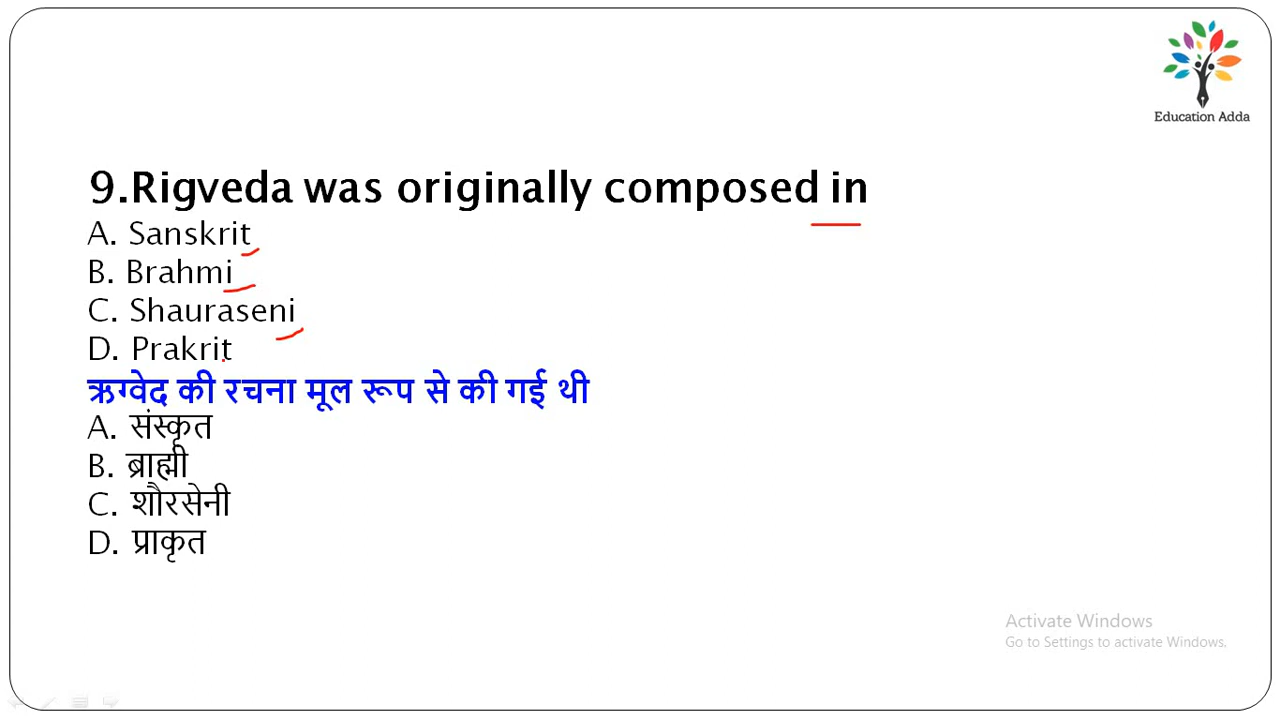 Education Adda
9.Rigveda was originally composed in
A. Sanskrit
B. Brahmi
C. Shauraseni
D. Prakrit
ऋग्वेद की रचना मूल रूप से की गई थी
A. संस्कृत
B. ब्राह्मी
C. शौरसेनी
D. प्राकृत
Activate Windows
Go to Settings to activate Windows.